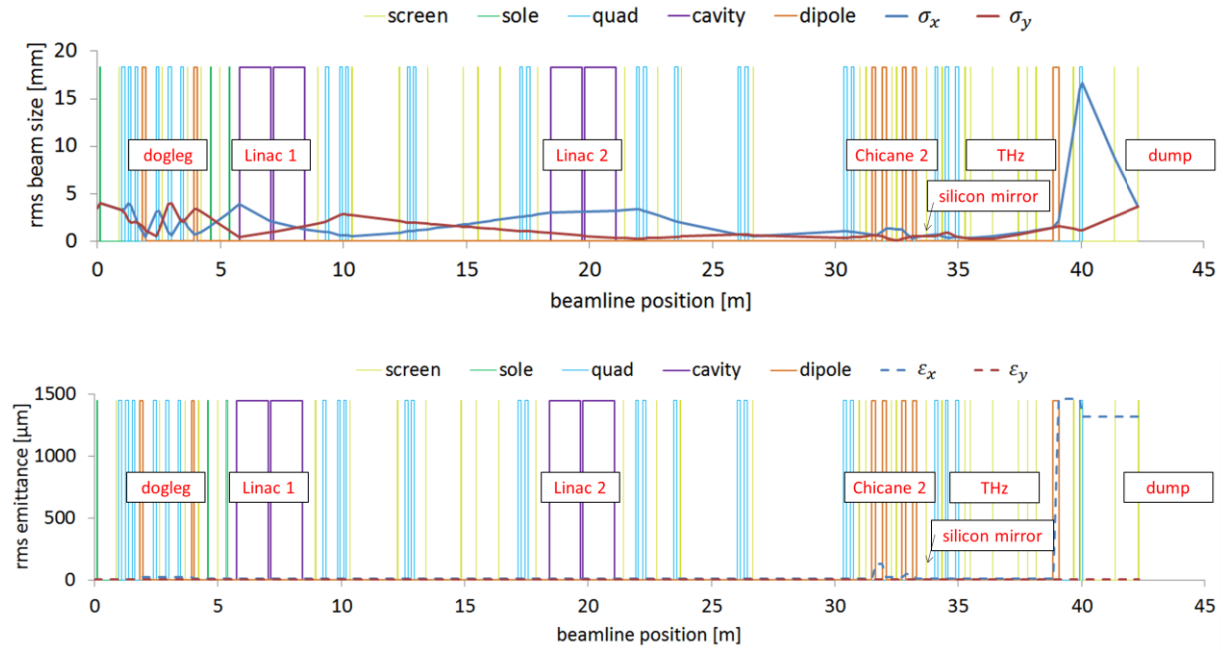 screen sole quad cavity dipole σx σy
20
15
10
5
0
rms beam size [mm]
dogleg Linac 1 Linac 2 Chicane 2 THz dump
silicon mirror
0 5 10 15 20 25 30 35 40 45
beamline position [m]
screen sole quad cavity dipole εx εy
1500
1000
500
0
rms emittance [µm]
dogleg Linac 1 Linac 2 Chicane 2 THz dump
silicon mirror
0 5 10 15 20 25 30 35 40 45
beamline position [m]